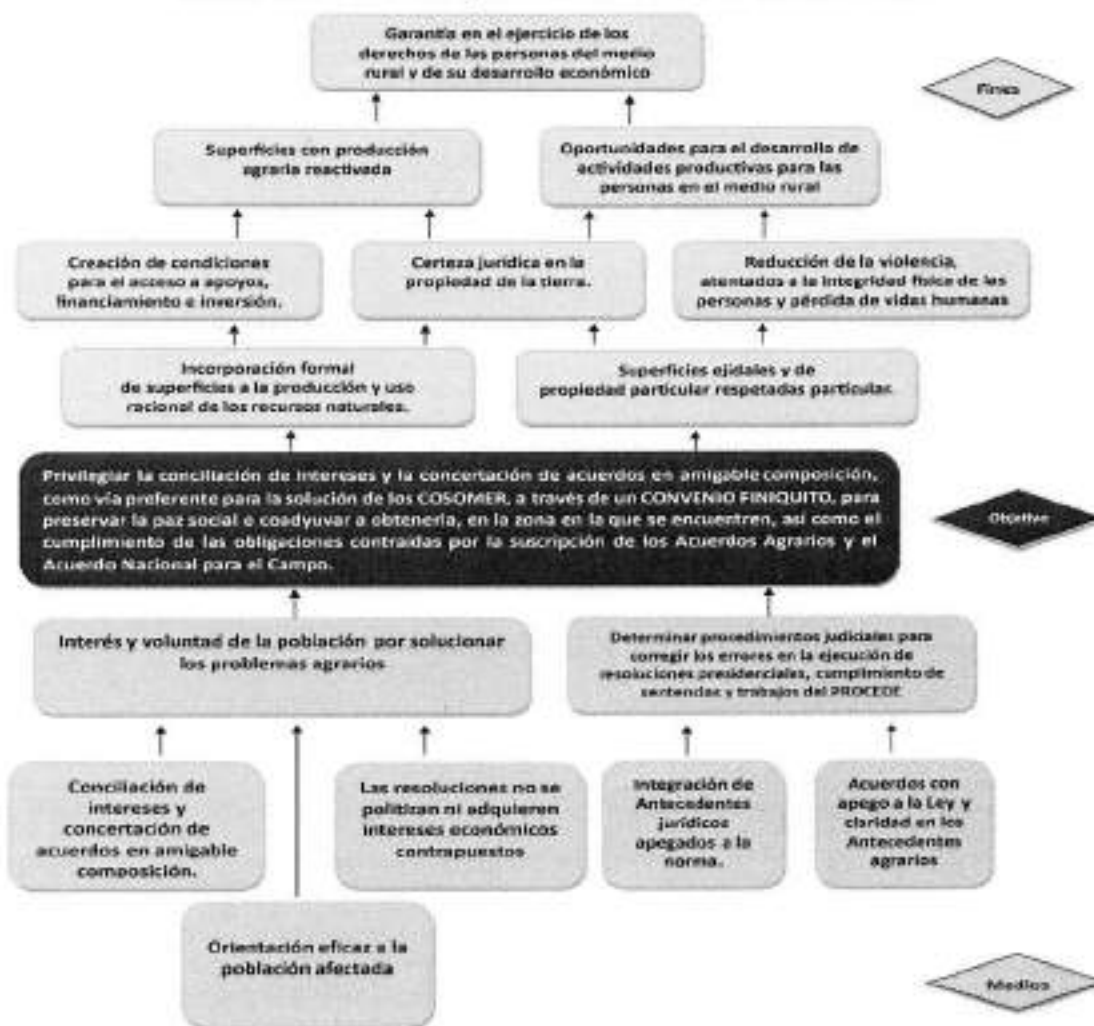 Garantía en el ejercicio de los
derechos de las personas del medio
rural y de su desarrollo económico
Fines
Superficies con producción
agraria reactivada
Oportunidades para el desarrollo de
actividades productivas para las
personas en el medio rural
Creación de condiciones
para el acceso a apoyos,
financiamiento e inversión.
Certeza jurídica en la
propiedad de la tierra.
Reducción de la violencia,
atentados a la integridad física de las
personas y pérdida de vidas humanas
Incorporación formal
de superficies a la producción y uso
racional de los recursos naturales.
Superficies ejidales y de
propiedad particular respetadas particular.
Privilegiar la conciliación de intereses y la concertación de acuerdos en amigable composición,
como vía preferente para la solución de los COSOMER, a través de un CONVENIO FINIQUITO, para
preservar la paz social o coadyuvar a obtenerla, en la zona en la que se encuentren, así como el
cumplimiento de las obligaciones contraídas por la suscripción de los Acuerdos Agrarios y el
Acuerdo Nacional para el Campo.
Objetivo
Interés y voluntad de la población por solucionar
los problemas agrarios
Determinar procedimientos judiciales para
corregir los errores en la ejecución de
resoluciones presidenciales, cumplimiento de
sentencias y trabajos del PROCEDE
Conciliación de
intereses y
concertación de
acuerdos en amigable
composición.
Las resoluciones no se
politizan ni adquieren
intereses económicos
contrapuestos
Integración de
Antecedentes
jurídicos
apegados a la
norma.
Acuerdos con
apego a la Ley y
claridad en los
Antecedentes
agrarios
Orientación eficaz a la
población afectada
Medios